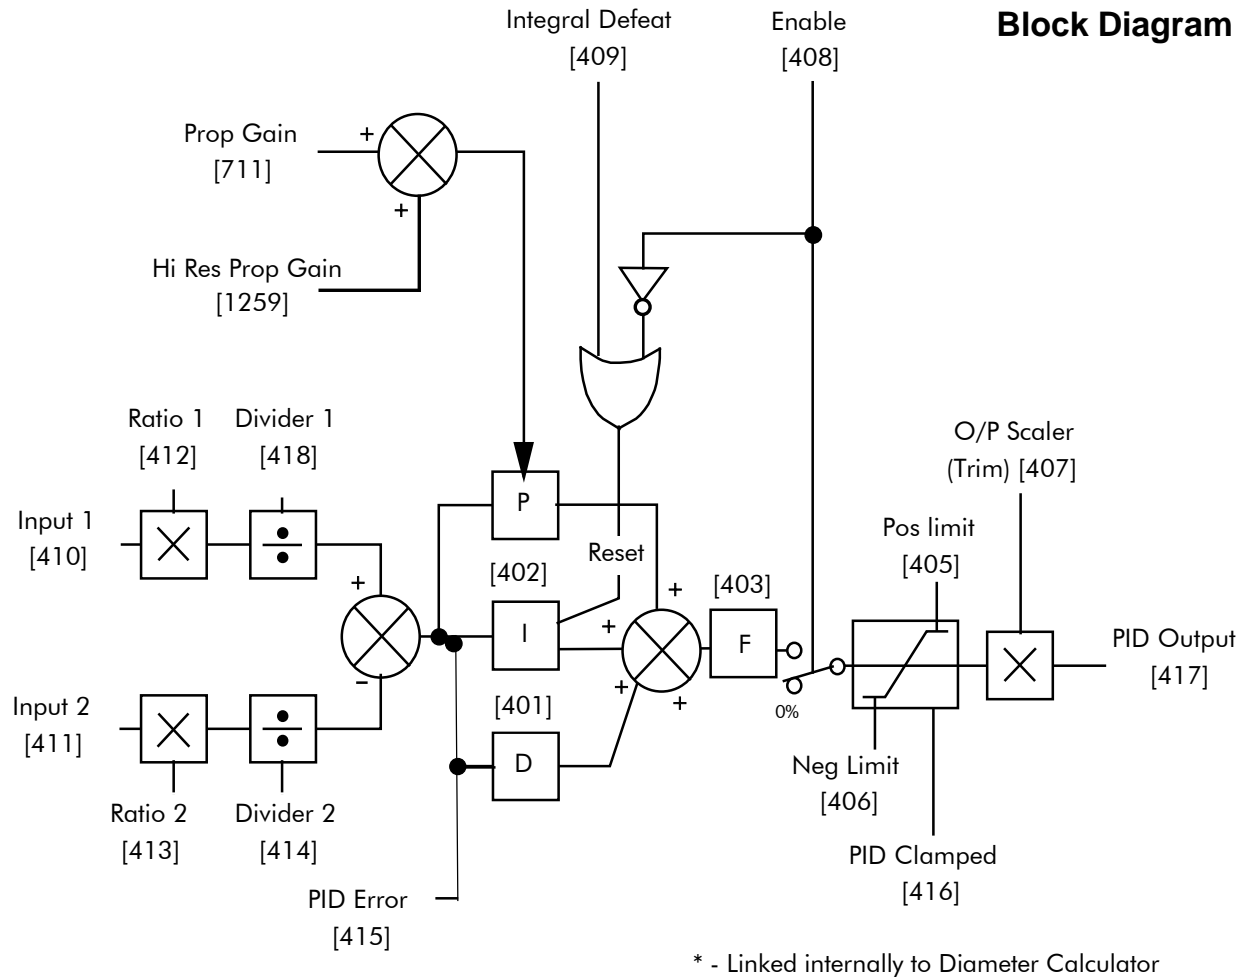 Block Diagram
Integral Defeat
[409]
Enable
[408]
Prop Gain
[711]
+
+
Hi Res Prop Gain
[1259]
Ratio 1
[412]
Divider 1
[418]
O/P Scaler
(Trim) [407]
Input 1
[410]
P
Pos limit
[405]
Reset
[402]
[403]
+
+
I
+
F
PID Output
[417]
-
+
+
Input 2
[411]
[401]
0%
D
Neg Limit
[406]
Ratio 2
[413]
Divider 2
[414]
PID Clamped
[416]
PID Error
[415]
* - Linked internally to Diameter Calculator